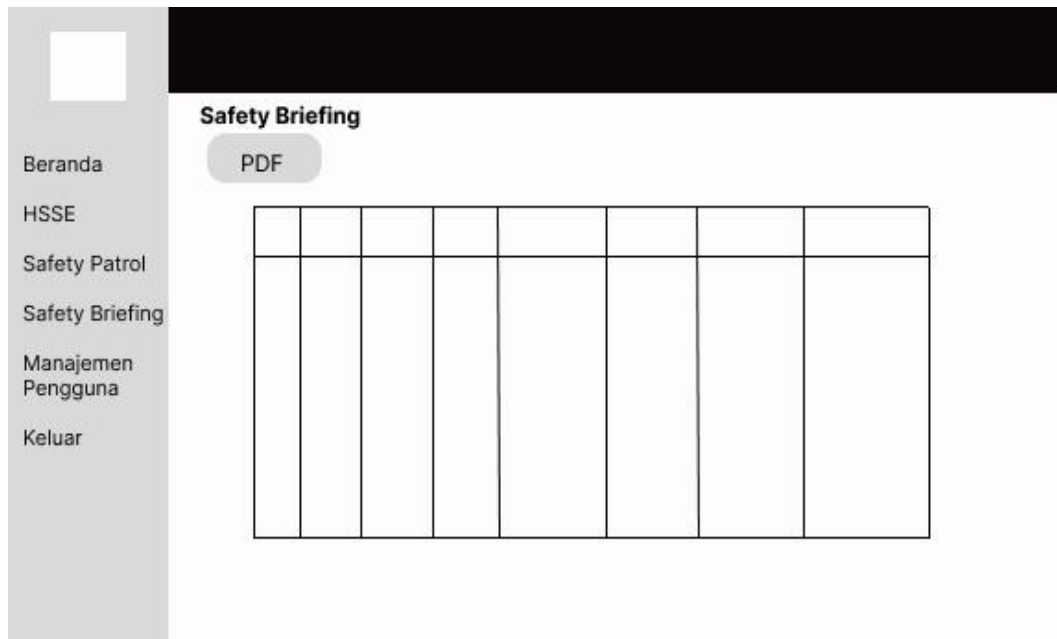 Safety Briefing
PDF
Beranda
HSSE
Safety Patrol
Safety Briefing
Manajemen
Pengguna
Keluar